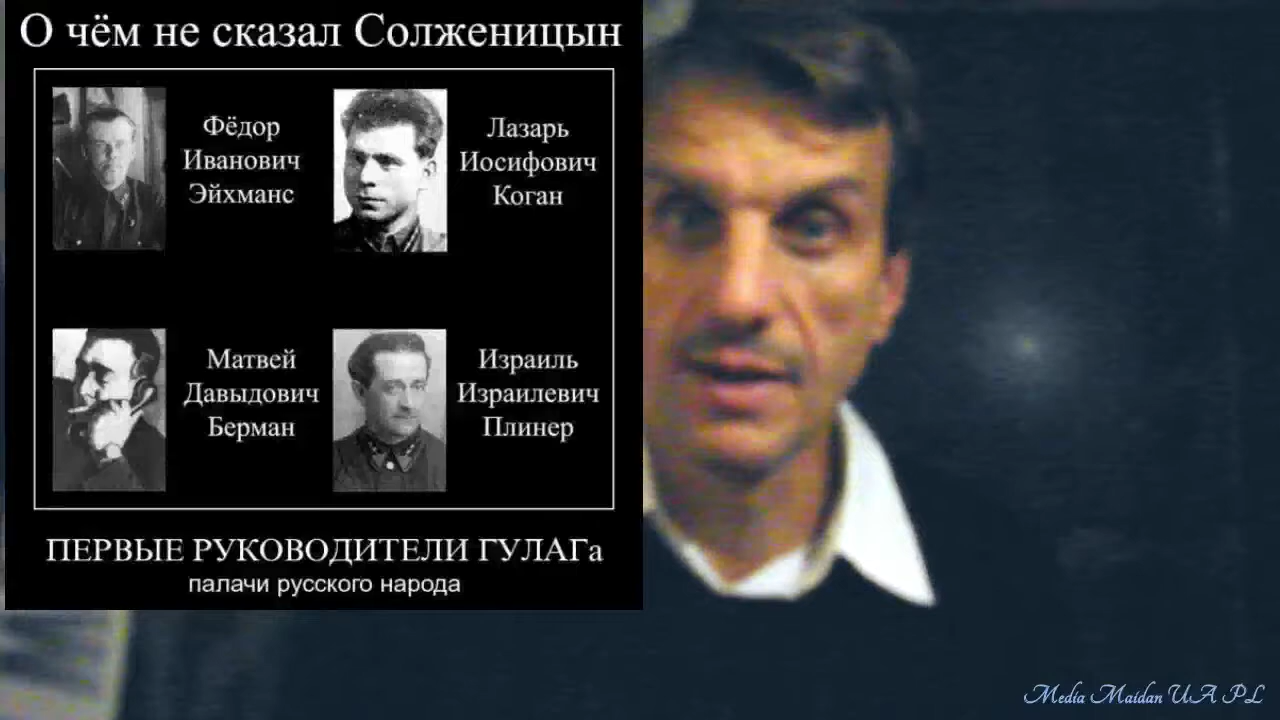 О чём не сказал Солженицын
Фёдор
Иванович
Эйхманс
Лазарь
Иосифович
Коган
Матвей
Давыдович
Берман
Израиль
Израилевич
Плинер
ПЕРВЫЕ РУКОВОДИТЕЛИ ГУЛАГа
палачи русского народа
Media Maidan UA PL